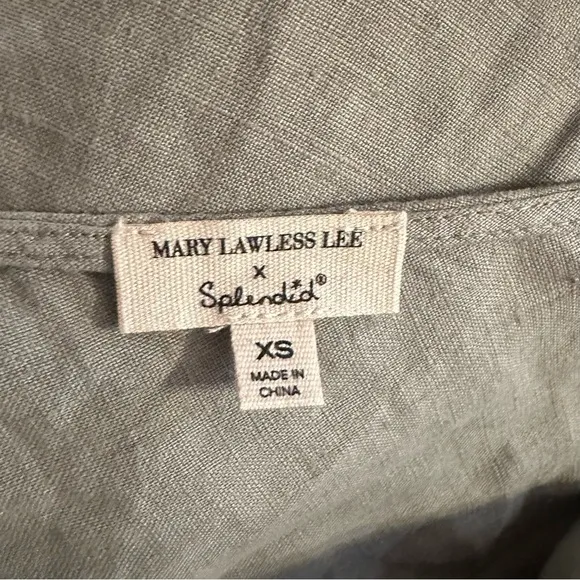 MARY LAWLESS LEE
X
Splendid®
XS
MADE IN
CHINA